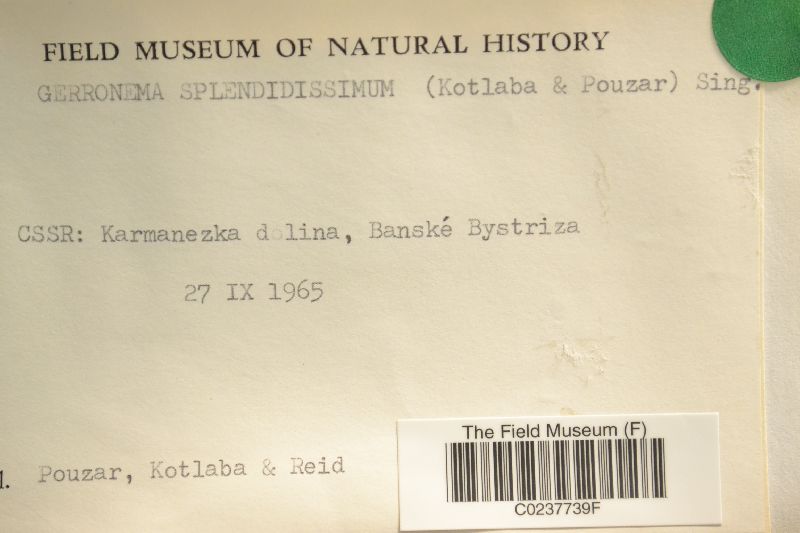 FIELD MUSEUM OF NATURAL HISTORY
GERRONEMA SPLENDIDISSIMUM (Kotlaba & Pouzar) Sing.
CSSR: Karmanezka dolina, Banské Bystriza
27 IX 1965
l. Pouzar, Kotlaba & Reid
The Field Museum (F)
C0237739F